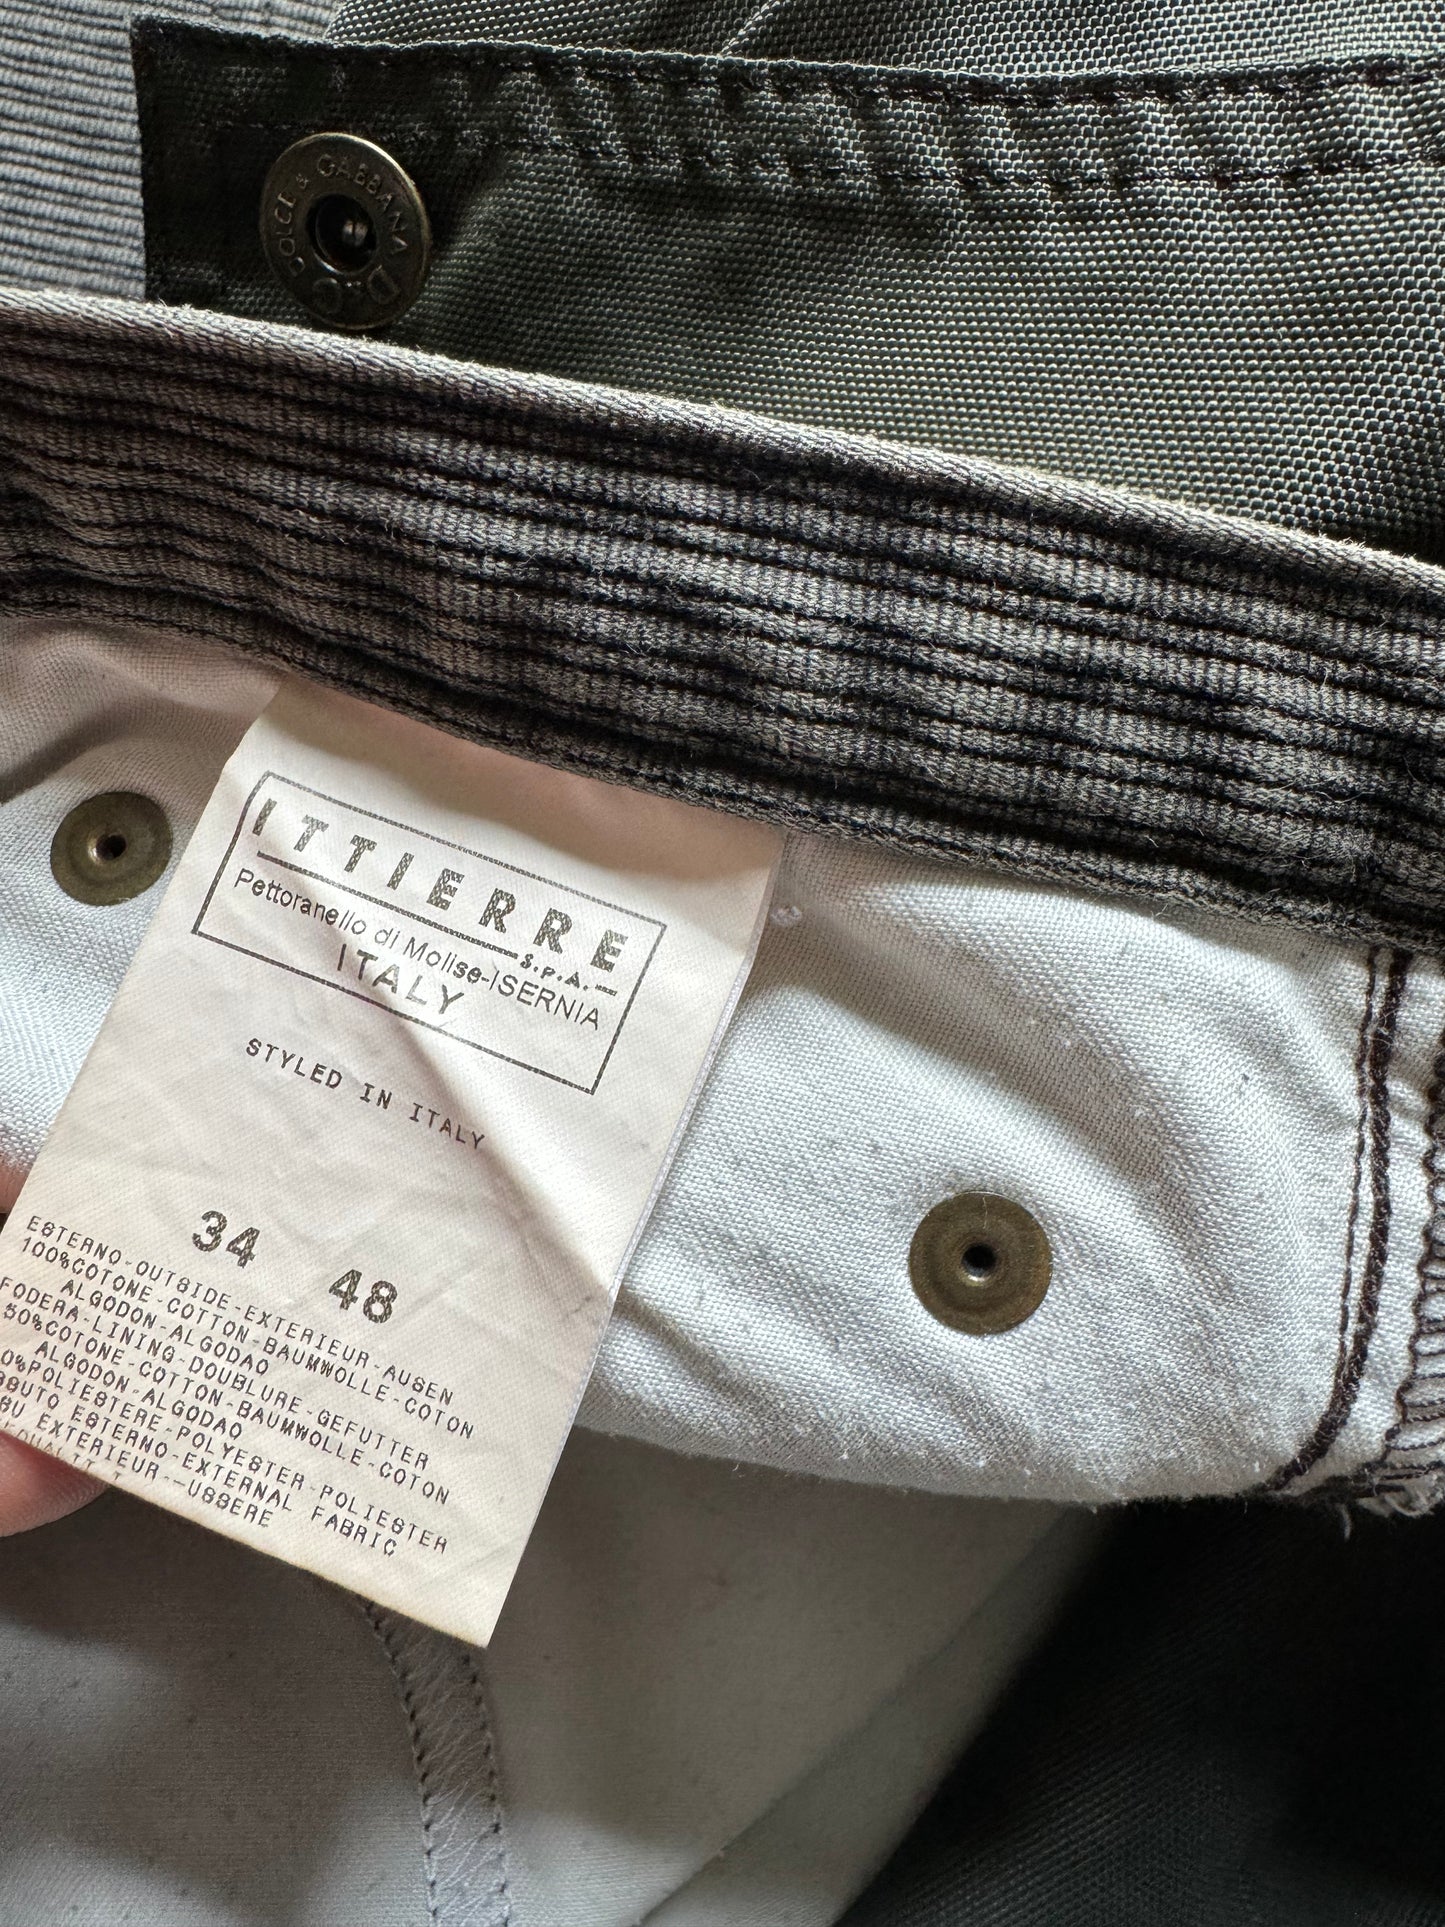 DOLCE & GABBANA
D&G
ITTIERRE
S.P.A.
Pettoranello di Molise-ISERNIA
ITALY
STYLED IN ITALY
34
48
ESTERNO-OUTSIDE-EXTERIEUR-AUSEN
100%COTONE-COTTON-BAUMWOLLE-COTON
ALGODON-ALGODAO
FODERA-LINING-DOUBLURE-GEFUTTER
50%COTONE-COTTON-BAUMWOLLE-COTON
ALGODON-ALGODAO
POLIESTERE-POLYESTER-POLIESTER
ESTERNO-EXTERNAL FABRIC
EXTERIEUR--USSERE